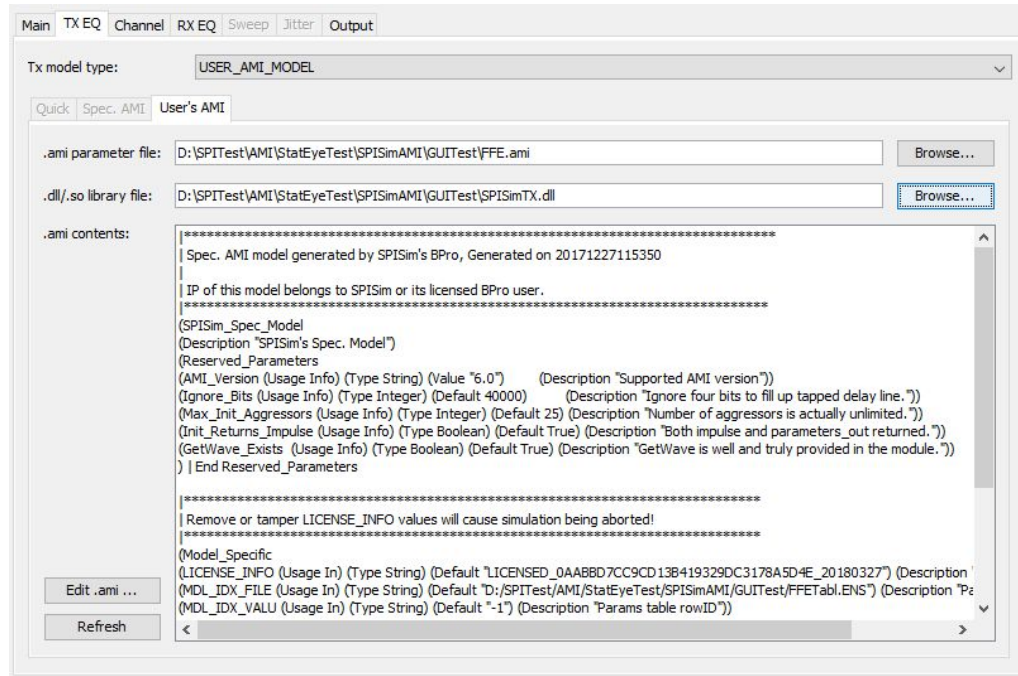 Main TX EQ Channel RX EQ Sweep Jitter Output
Tx model type: USER_AMI_MODEL
Quick Spec. AMI User's AMI
.ami parameter file: D:\SPITest\AMI\StatEyeTest\SPISimAMI\GUITest\FFE.ami Browse...
.dll/.so library file: D:\SPITest\AMI\StatEyeTest\SPISimAMI\GUITest\SPISimTX.dll Browse...
.ami contents:
|******************************************************************************
| Spec. AMI model generated by SPISim's BPro, Generated on 20171227115350
|
| IP of this model belongs to SPISim or its licensed BPro user.
|*****************************************************************************
(SPISim_Spec_Model
(Description "SPISim's Spec. Model")
(Reserved_Parameters
(AMI_Version (Usage Info) (Type String) (Value "6.0") (Description "Supported AMI version"))
(Ignore_Bits (Usage Info) (Type Integer) (Default 40000) (Description "Ignore four bits to fill up tapped delay line."))
(Max_Init_Aggressors (Usage Info) (Type Integer) (Default 25) (Description "Number of aggressors is actually unlimited."))
(Init_Returns_Impulse (Usage Info) (Type Boolean) (Default True) (Description "Both impulse and parameters_out returned."))
(GetWave_Exists (Usage Info) (Type Boolean) (Default True) (Description "GetWave is well and truly provided in the module."))
) | End Reserved_Parameters
|****************************************************************************
| Remove or tamper LICENSE_INFO values will cause simulation being aborted!
|****************************************************************************
(Model_Specific
(LICENSE_INFO (Usage In) (Type String) (Default "LICENSED_0AABBD7CC9CD13B419329DC3178A5D4E_20180327") (Description "
(MDL_IDX_FILE (Usage In) (Type String) (Default "D:/SPITest/AMI/StatEyeTest/SPISimAMI/GUITest/FFETabl.ENS") (Description "Pa
(MDL_IDX_VALU (Usage In) (Type String) (Default "-1") (Description "Params table rowID"))
Edit .ami ...
Refresh